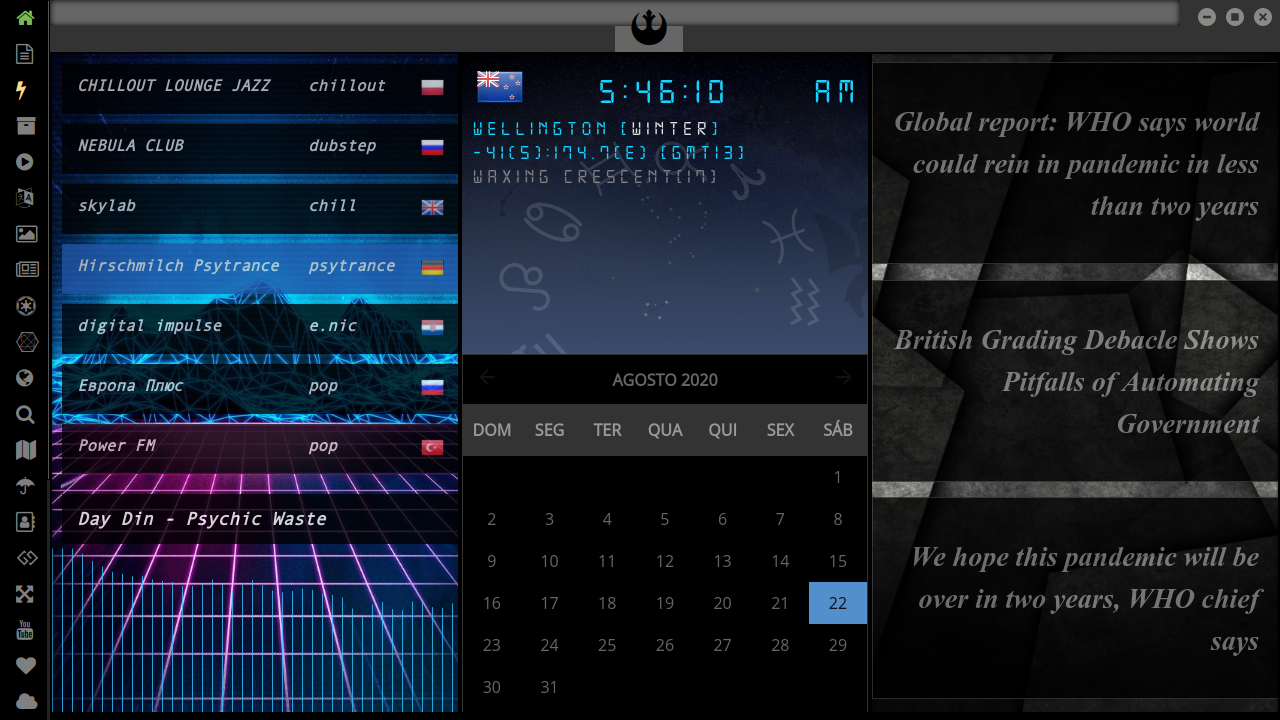 CHILLOUT LOUNGE JAZZ chillout
NEBULA CLUB dubstep
skylab chill
Hirschmilch Psytrance psytrance
digital impulse e.nic
Европа Плюс pop
Power FM pop
Day Din - Psychic Waste
5:46:10 AM
WELLINGTON (WINTER)
-41(S):174.7(E) (GMT13)
WAXING CRESCENT(17)
AGOSTO 2020
DOM SEG TER QUA QUI SEX SÁB
1
2 3 4 5 6 7 8
9 10 11 12 13 14 15
16 17 18 19 20 21 22
23 24 25 26 27 28 29
30 31
Global report: WHO says world
could rein in pandemic in less
than two years
British Grading Debacle Shows
Pitfalls of Automating
Government
We hope this pandemic will be
over in two years, WHO chief
says
You
Tube